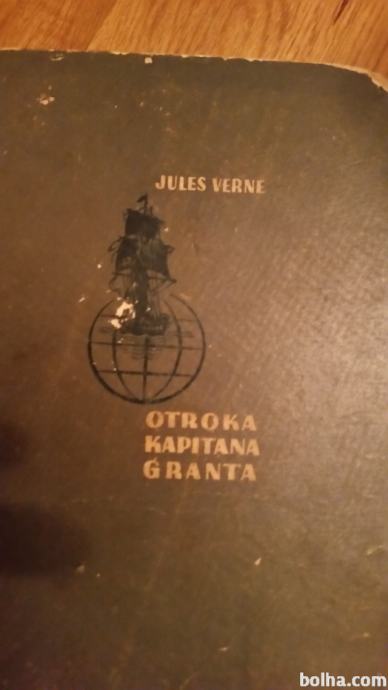 JULES VERNE
OTROKA
KAPITANA
GRANTA
bolha.com